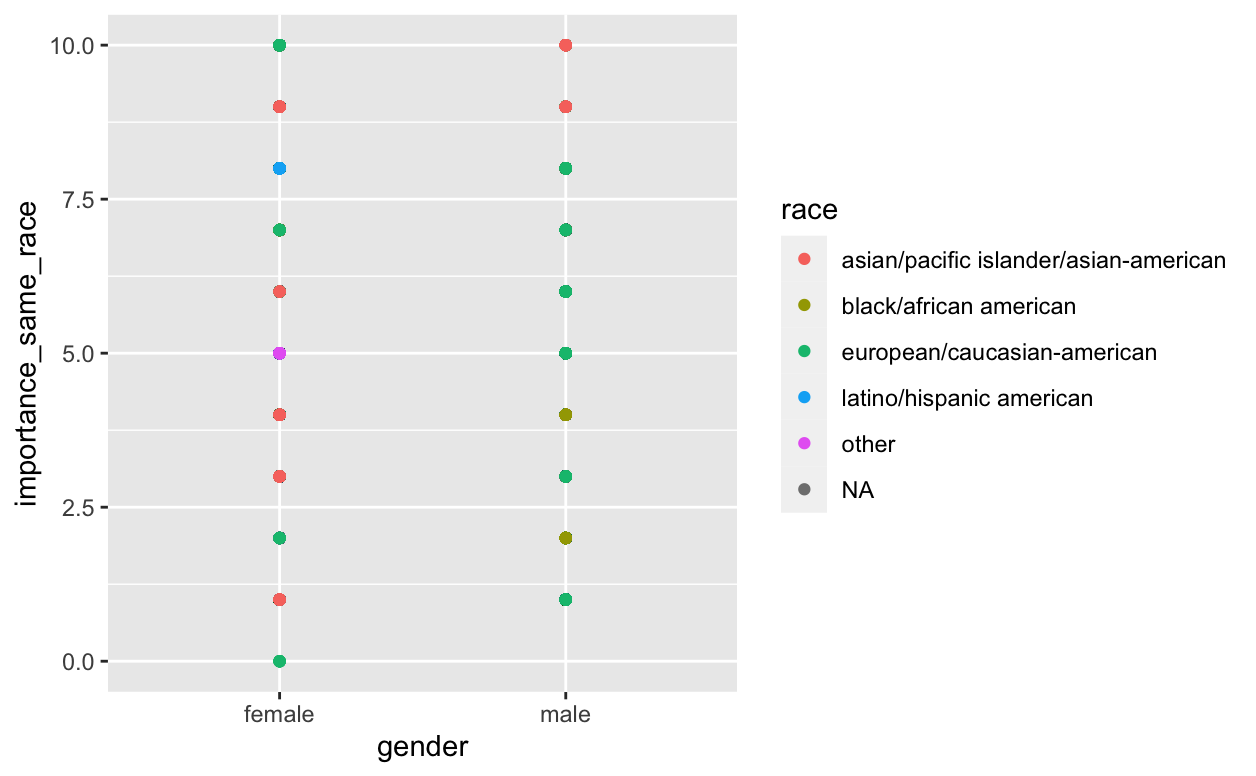 10.0
7.5
5.0
2.5
0.0
importance_same_race
female
male
gender
race
asian/pacific islander/asian-american
black/african american
european/caucasian-american
latino/hispanic american
other
NA